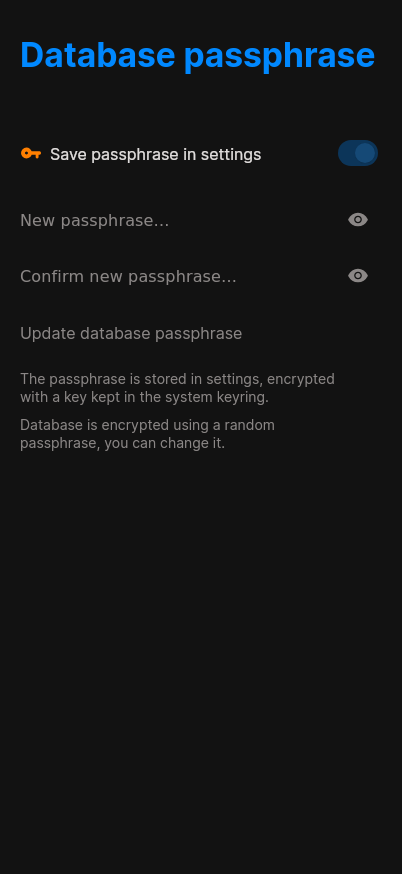 Database passphrase
Save passphrase in settings
New passphrase...
Confirm new passphrase...
Update database passphrase
The passphrase is stored in settings, encrypted
with a key kept in the system keyring.
Database is encrypted using a random
passphrase, you can change it.